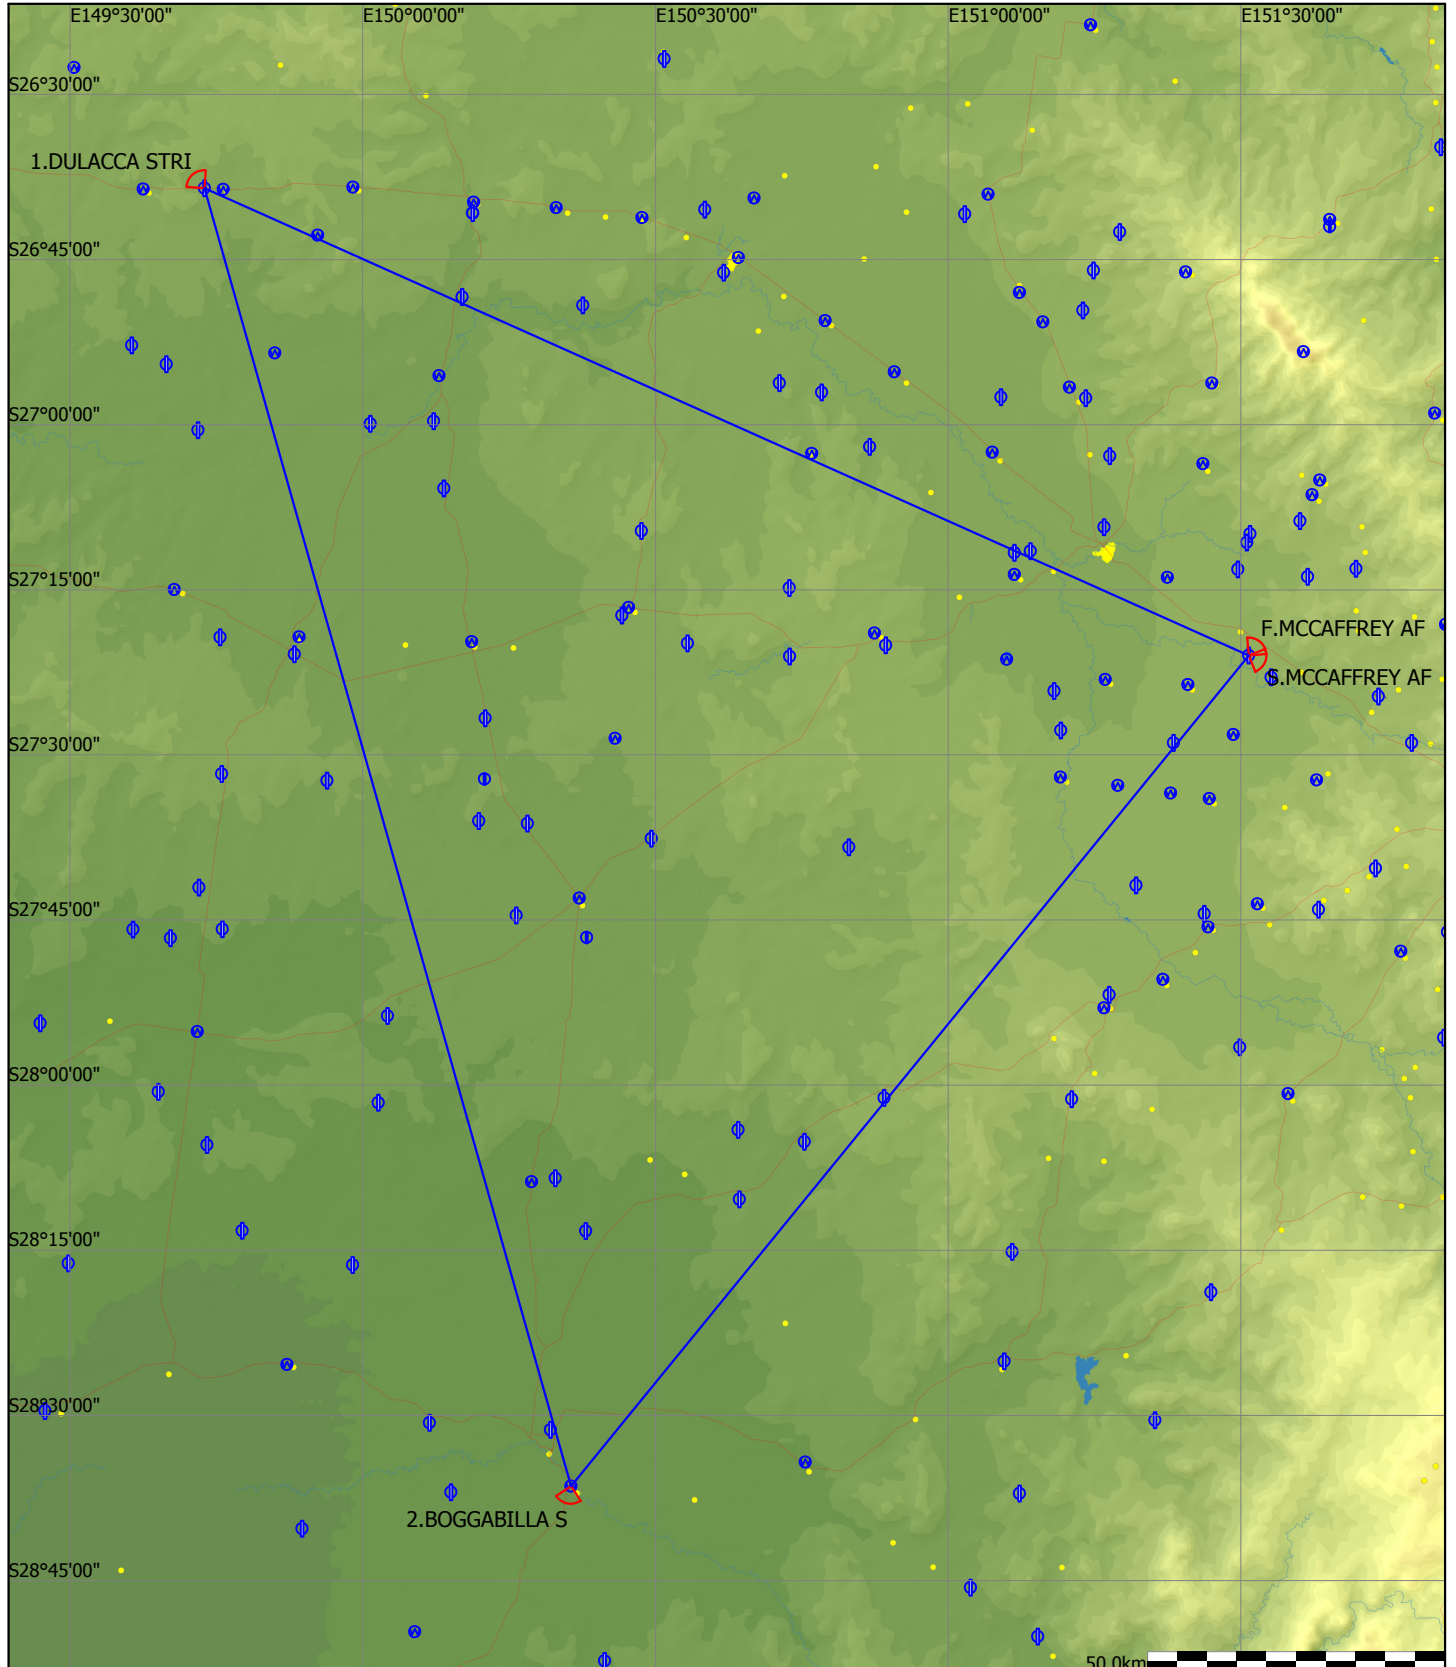 E149°30'00"
E150°00'00"
E150°30'00"
E151°00'00"
E151°30'00"
S26°30'00"
1.DULACCA STRI
S26°45'00"
S27°00'00"
S27°15'00"
F.MCCAFFREY AF
S.MCCAFFREY AF
S27°30'00"
S27°45'00"
S28°00'00"
S28°15'00"
S28°30'00"
2.BOGGABILLA S
S28°45'00"
50.0km